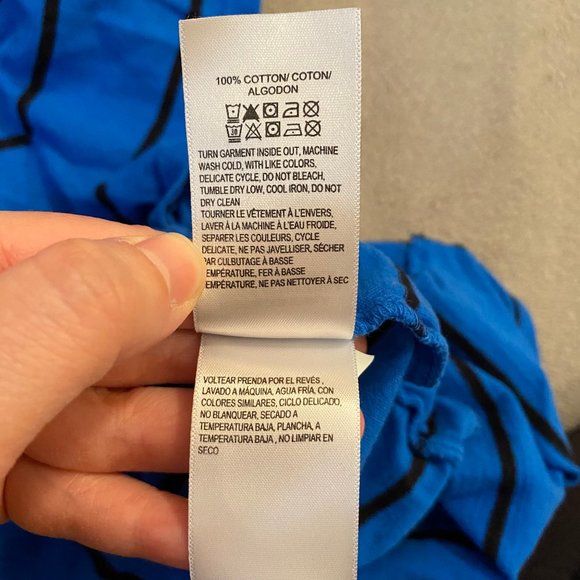 100% COTTON/ COTON/
ALGODON
30
TURN GARMENT INSIDE OUT, MACHINE
WASH COLD, WITH LIKE COLORS,
DELICATE CYCLE, DO NOT BLEACH,
TUMBLE DRY LOW, COOL IRON, DO NOT
DRY CLEAN
TOURNER LE VÊTEMENT À L'ENVERS,
LAVER À LA MACHINE À L'EAU FROIDE,
SEPARER LES COULEURS, CYCLE
DELICATE, NE PAS JAVELLISER, SÉCHER
PAR CULBUTAGE À BASSE
TEMPÉRATURE, FER À BASSE
TEMPÉRATURE, NE PAS NETTOYER À SEC
VOLTEAR PRENDA POR EL REVÉS ,
LAVADO A MÁQUINA, AGUA FRÍA, CON
COLORES SIMILARES, CICLO DELICADO,
NO BLANQUEAR, SECADO A
TEMPERATURA BAJA, PLANCHA, A
TEMPERATURA BAJA , NO LIMPIAR EN
SECO